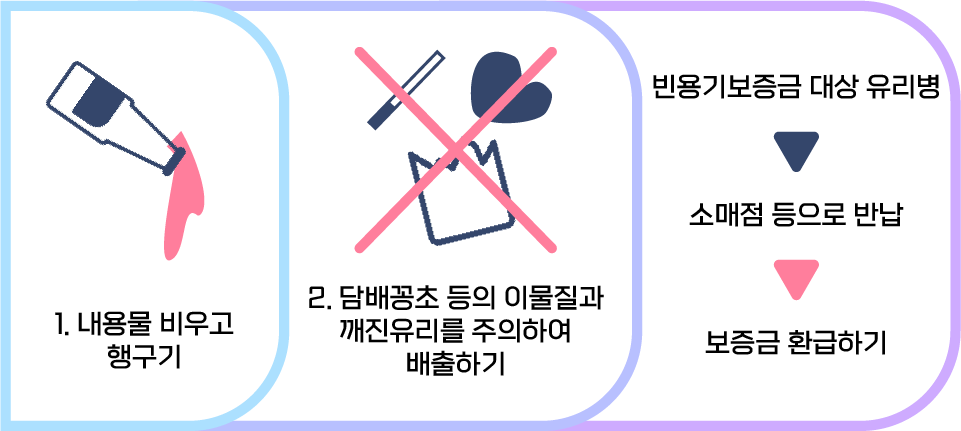 1. 내용물 비우고
행구기
2. 담배꽁초 등의 이물질과
깨진유리를 주의하여
배출하기
빈용기보증금 대상 유리병
소매점 등으로 반납
보증금 환급하기